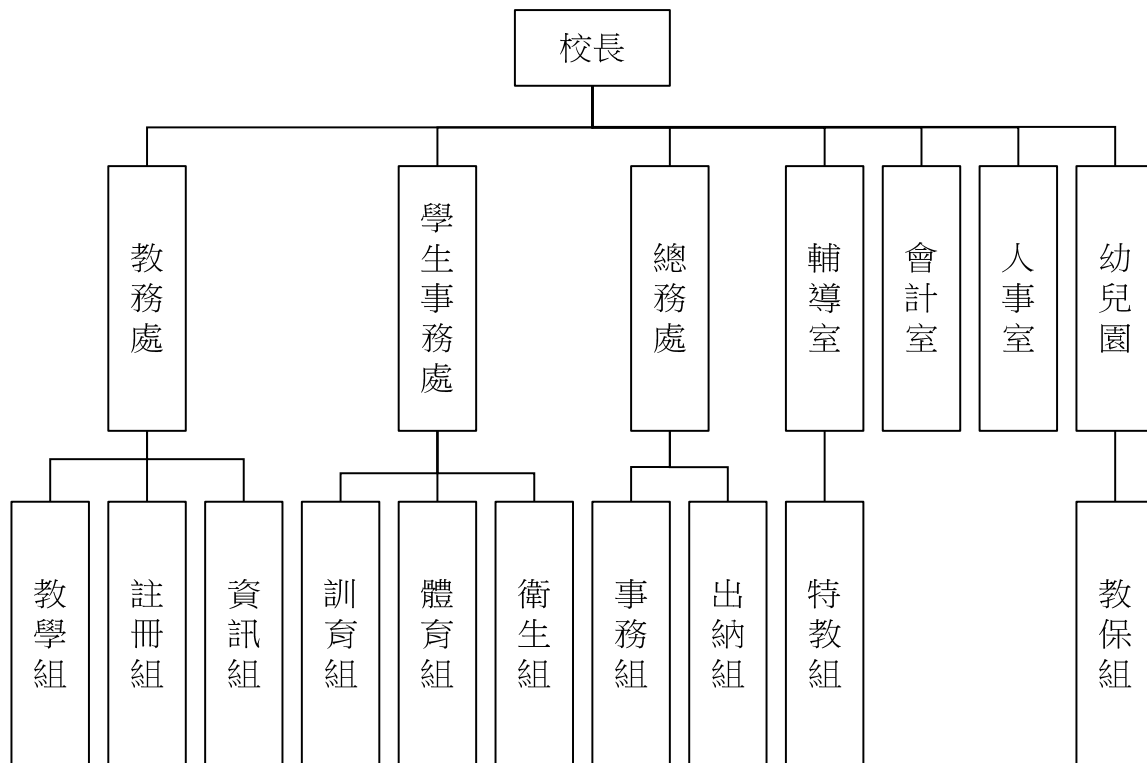 校長
教務處
學生事務處
總務處
輔導室
會計室
人事室
幼兒園
教學組
註冊組
資訊組
訓育組
體育組
衛生組
事務組
出納組
特教組
教保組